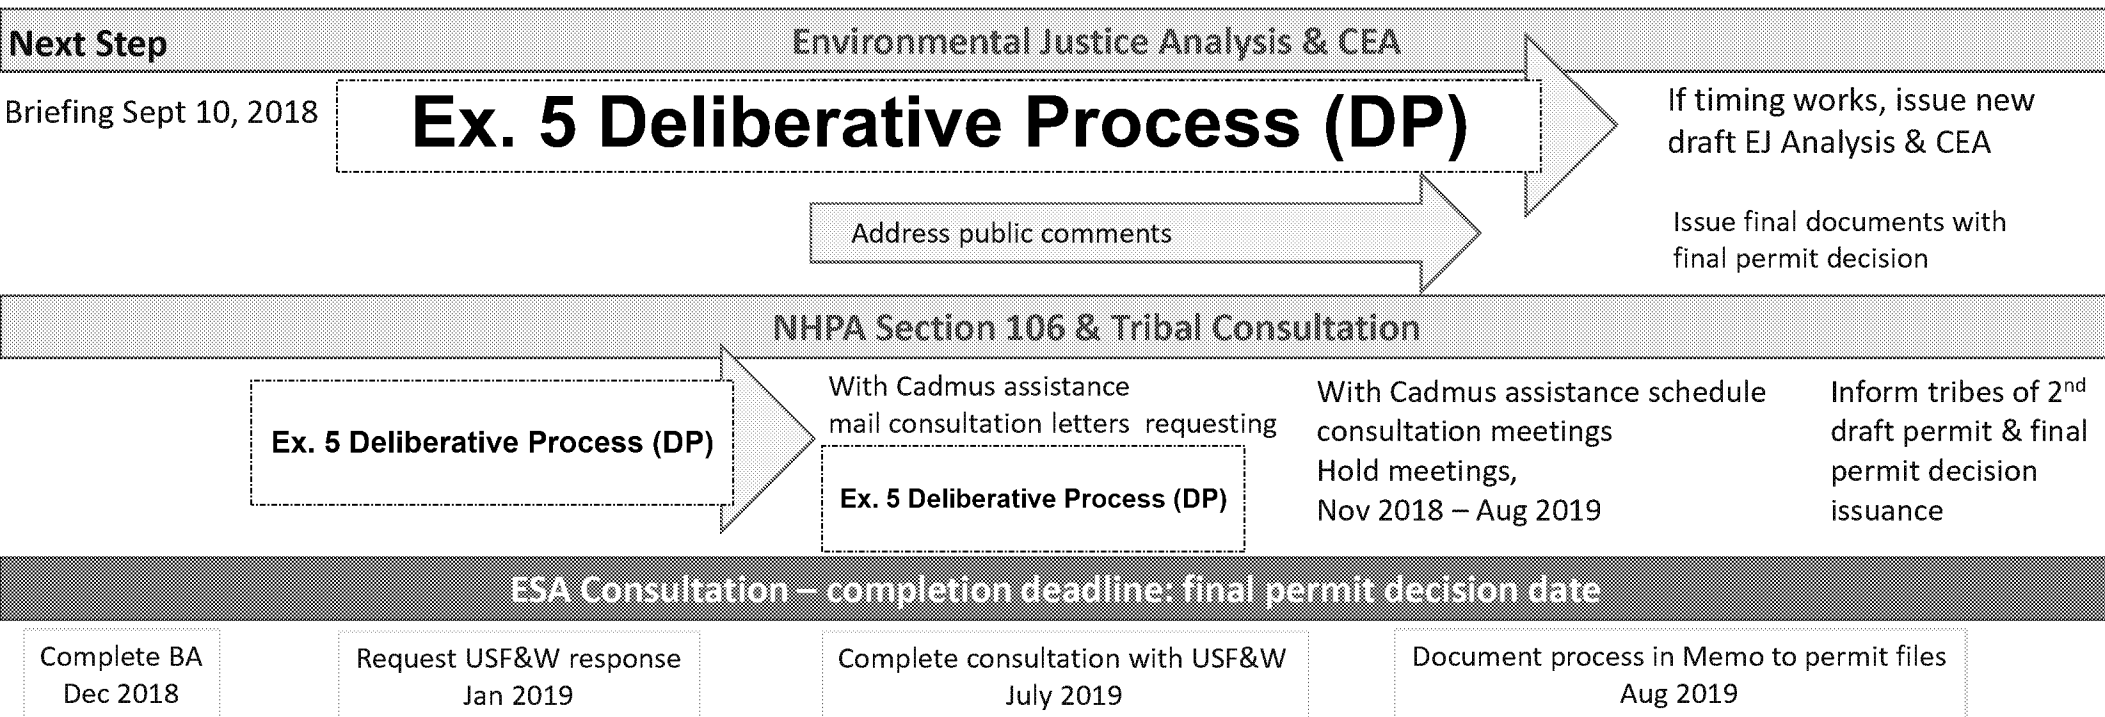 Next Step
Environmental Justice Analysis & CEA
Briefing Sept 10, 2018
Ex. 5 Deliberative Process (DP)
If timing works, issue new
draft EJ Analysis & CEA
Address public comments
Issue final documents with
final permit decision
NHPA Section 106 & Tribal Consultation
Ex. 5 Deliberative Process (DP)
With Cadmus assistance
mail consultation letters requesting
Ex. 5 Deliberative Process (DP)
With Cadmus assistance schedule
consultation meetings
Hold meetings,
Nov 2018 – Aug 2019
Inform tribes of 2nd
draft permit & final
permit decision
issuance
ESA Consultation – completion deadline: final permit decision date
Complete BA
Dec 2018
Request USF&W response
Jan 2019
Complete consultation with USF&W
July 2019
Document process in Memo to permit files
Aug 2019